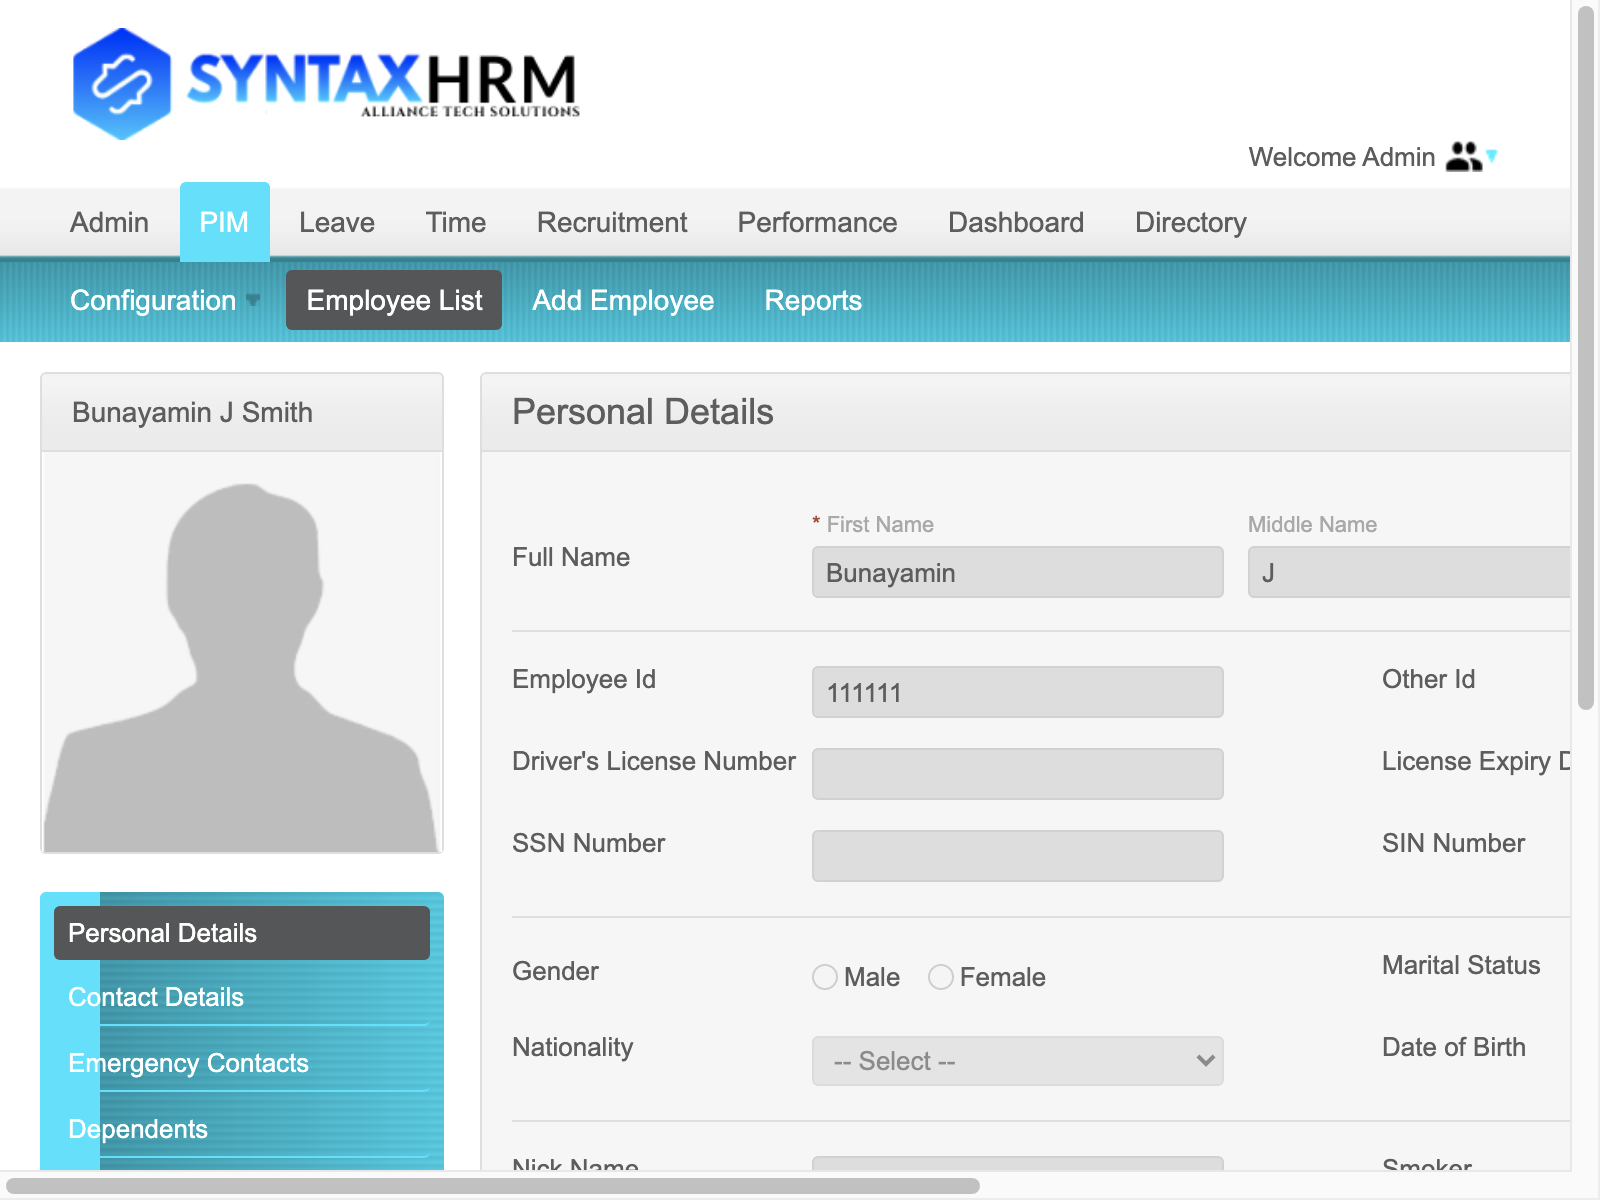 SYNTAXHRM
ALLIANCE TECH SOLUTIONS
Welcome Admin
Admin PIM Leave Time Recruitment Performance Dashboard Directory
Configuration Employee List Add Employee Reports
Bunayamin J Smith
Personal Details
* First Name Middle Name
Full Name Bunayamin J
Employee Id 111111 Other Id
Driver's License Number License Expiry D
SSN Number SIN Number
Gender Male Female Marital Status
Nationality -- Select -- Date of Birth
Nick Name Smoker
Personal Details
Contact Details
Emergency Contacts
Dependents